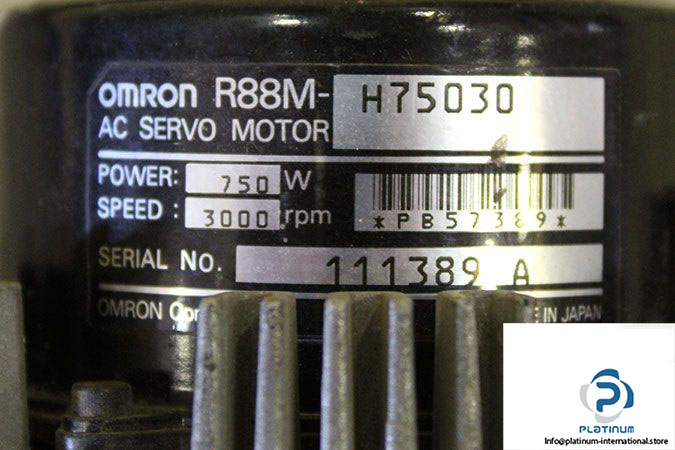 OMRON R88M-H75030
AC SERVO MOTOR
POWER: 750 W
SPEED: 3000 rpm
*PB57389*
SERIAL No. 111389 A
OMRON IN JAPAN
PLATINUM
Info@platinum-international.store